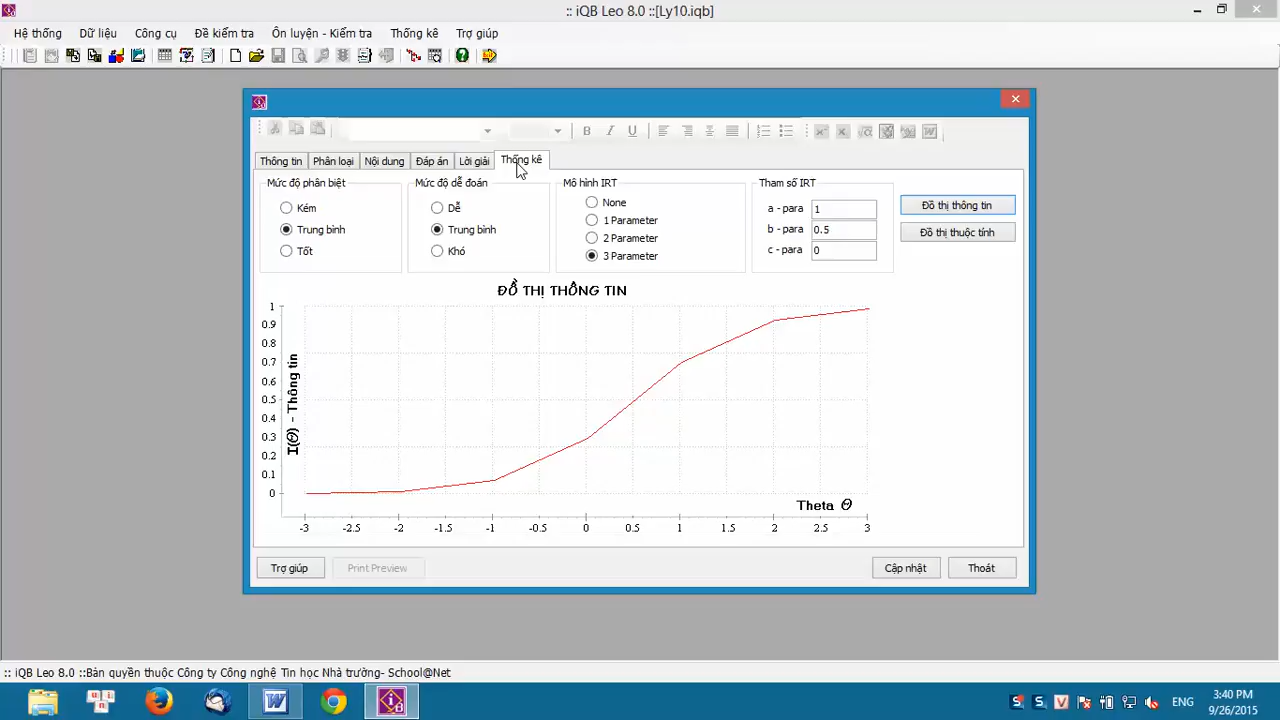 :: iQB Leo 8.0 ::[Ly10.iqb]
Hệ thống Dữ liệu Công cụ Đề kiểm tra Ôn luyện - Kiểm tra Thống kê Trợ giúp
B I U
Thông tin Phân loại Nội dung Đáp án Lời giải Thống kê
Mức độ phân biệt Mức độ dễ đoán Mô hình IRT Tham số IRT
Kém
Trung bình
Tốt
Dễ
Trung bình
Khó
None
1 Parameter
2 Parameter
3 Parameter
a - para 1
b - para 0.5
c - para 0
Đồ thị thông tin
Đồ thị thuộc tính
ĐỒ THỊ THÔNG TIN
1
0.9
0.8
0.7
0.6
0.5
0.4
0.3
0.2
0.1
0
I(Θ) - Thông tin
Theta Θ
-3 -2.5 -2 -1.5 -1 -0.5 0 0.5 1 1.5 2 2.5 3
Trợ giúp Print Preview Cập nhật Thoát
:: iQB Leo 8.0 ::Bản quyền thuộc Công ty Công nghệ Tin học Nhà trường- School@Net
ENG
3:40 PM
9/26/2015